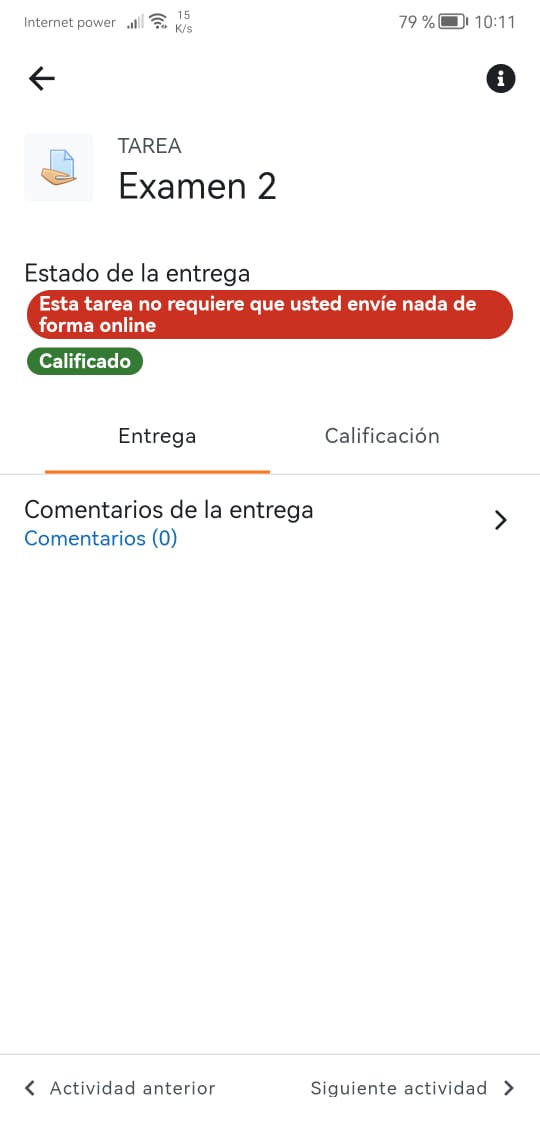 Internet power 15 K/s 79 % 10:11
TAREA
Examen 2
Estado de la entrega
Esta tarea no requiere que usted envíe nada de
forma online
Calificado
Entrega Calificación
Comentarios de la entrega
Comentarios (0)
Actividad anterior Siguiente actividad